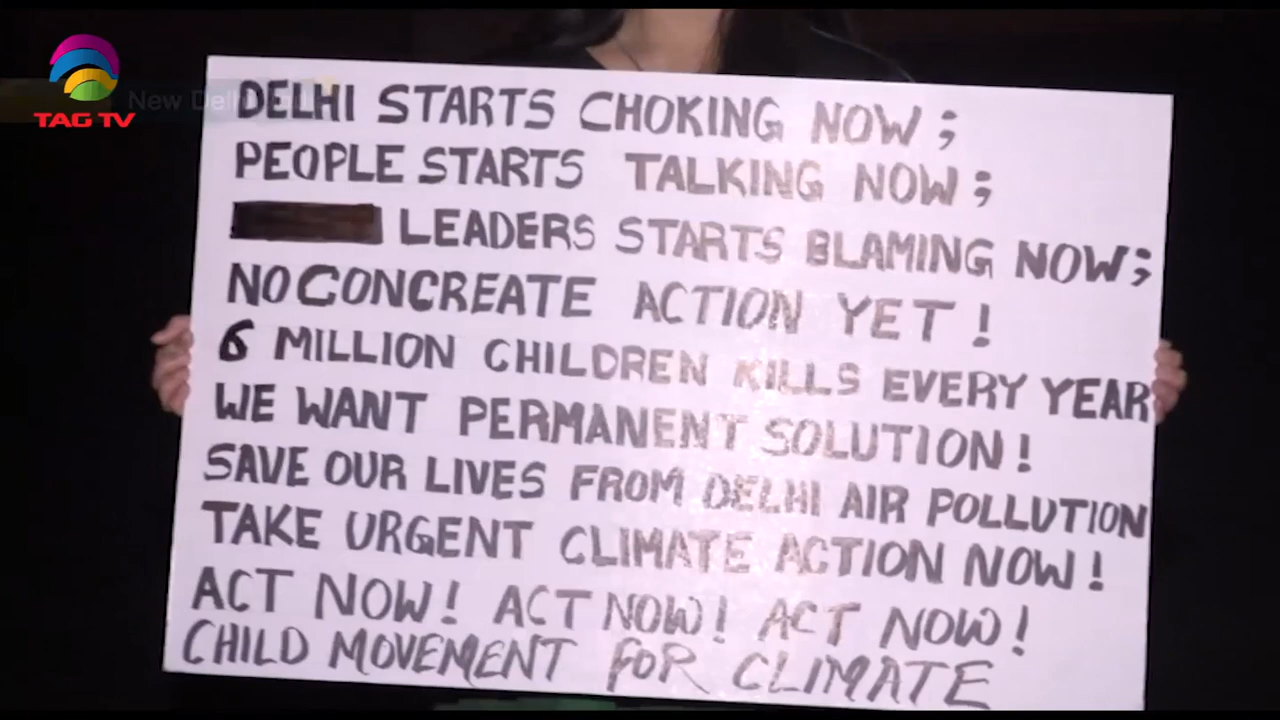 TAG TV
New Delhi
DELHI STARTS CHOKING NOW;
PEOPLE STARTS TALKING NOW;
LEADERS STARTS BLAMING NOW;
NO CONCREATE ACTION YET!
6 MILLION CHILDREN KILLS EVERY YEAR
WE WANT PERMANENT SOLUTION!
SAVE OUR LIVES FROM DELHI AIR POLLUTION
TAKE URGENT CLIMATE ACTION NOW!
ACT NOW! ACT NOW! ACT NOW!
CHILD MOVEMENT FOR CLIMATE